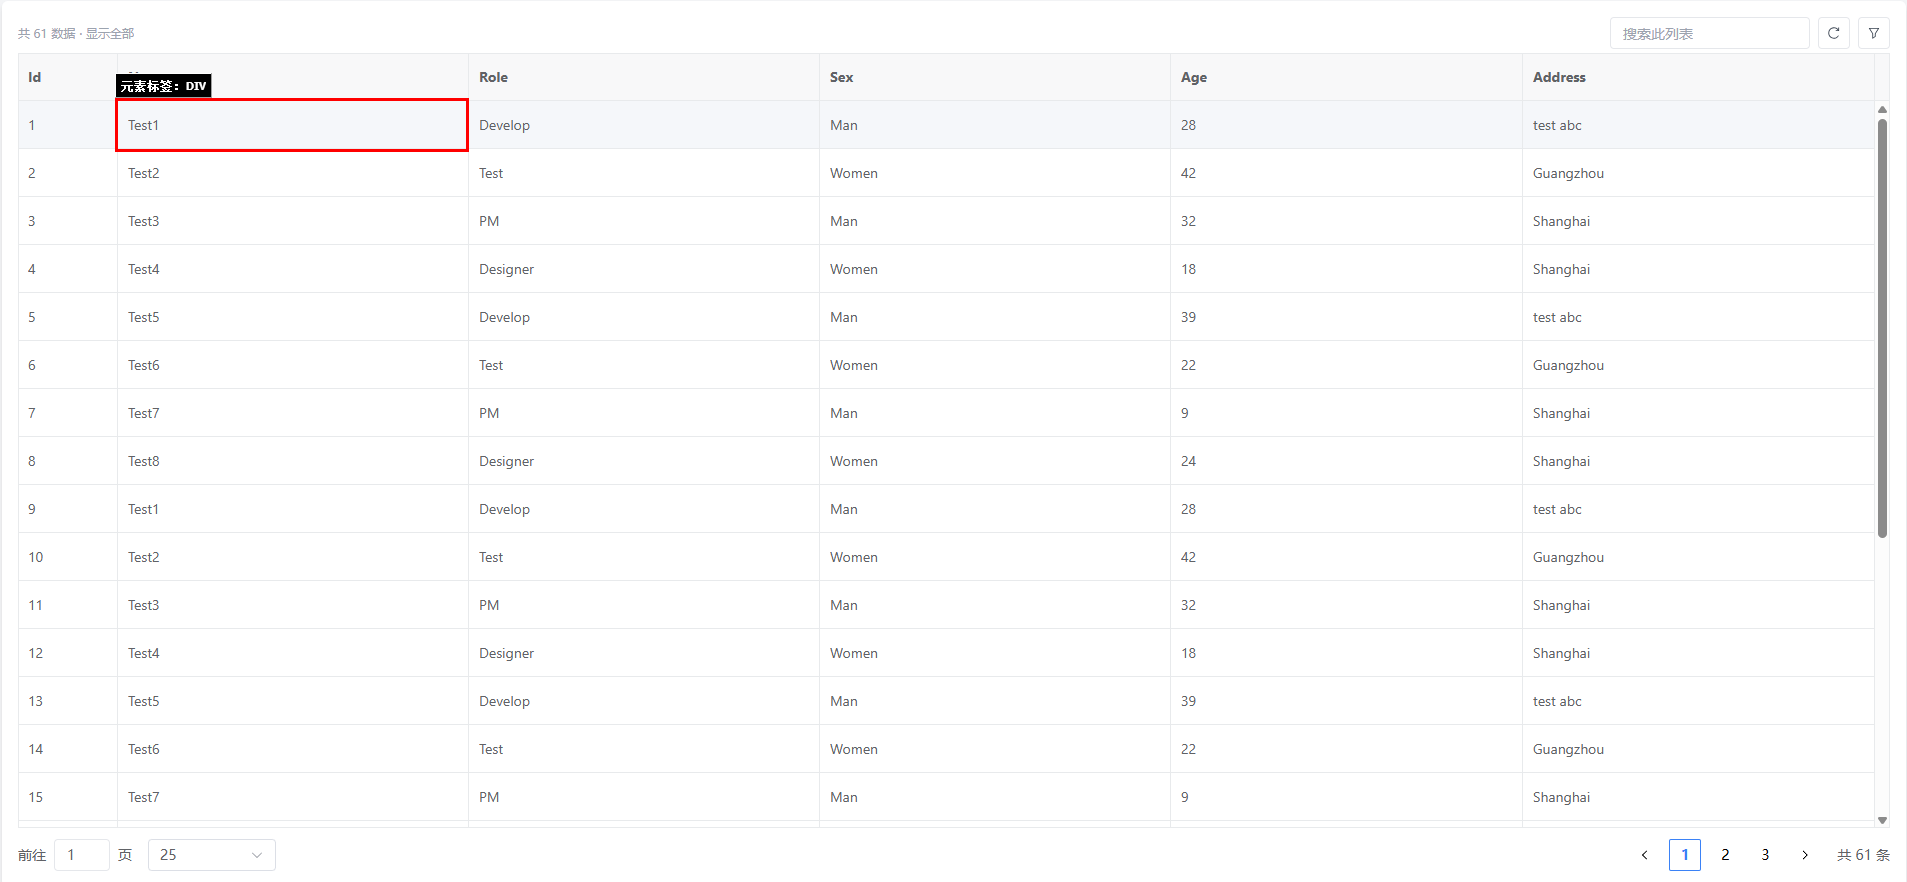 共 61 数据 · 显示全部
搜索此列表
Id Role Sex Age Address
元素标签：DIV
1 Test1 Develop Man 28 test abc
2 Test2 Test Women 42 Guangzhou
3 Test3 PM Man 32 Shanghai
4 Test4 Designer Women 18 Shanghai
5 Test5 Develop Man 39 test abc
6 Test6 Test Women 22 Guangzhou
7 Test7 PM Man 9 Shanghai
8 Test8 Designer Women 24 Shanghai
9 Test1 Develop Man 28 test abc
10 Test2 Test Women 42 Guangzhou
11 Test3 PM Man 32 Shanghai
12 Test4 Designer Women 18 Shanghai
13 Test5 Develop Man 39 test abc
14 Test6 Test Women 22 Guangzhou
15 Test7 PM Man 9 Shanghai
前往 1 页 25 1 2 3 共 61 条